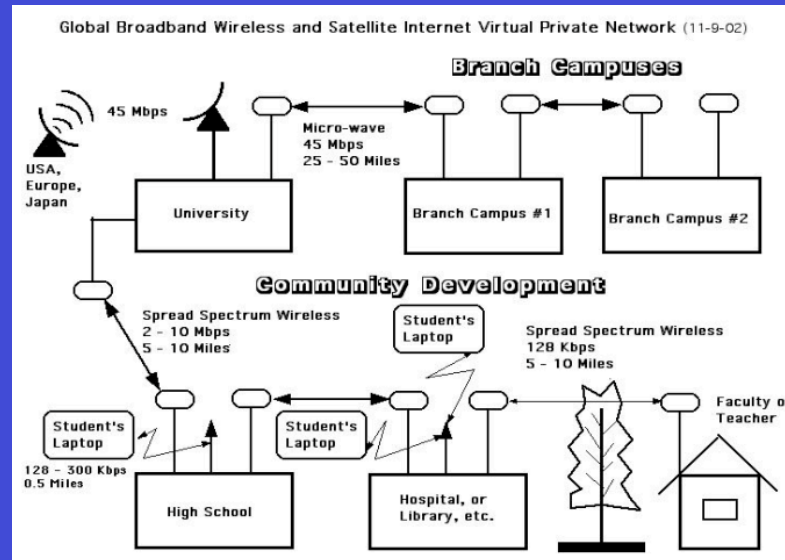 Global Broadband Wireless and Satellite Internet Virtual Private Network (11-9-02)
Branch Campuses
45 Mbps
Micro-wave
45 Mbps
25 - 50 Miles
USA,
Europe,
Japan
University
Branch Campus #1
Branch Campus #2
Community Development
Spread Spectrum Wireless
2 - 10 Mbps
5 - 10 Miles
Student's
Laptop
Spread Spectrum Wireless
128 Kbps
5 - 10 Miles
Student's
Laptop
Student's
Laptop
Faculty o
Teacher
128 - 300 Kbps
0.5 Miles
High School
Hospital, or
Library, etc.